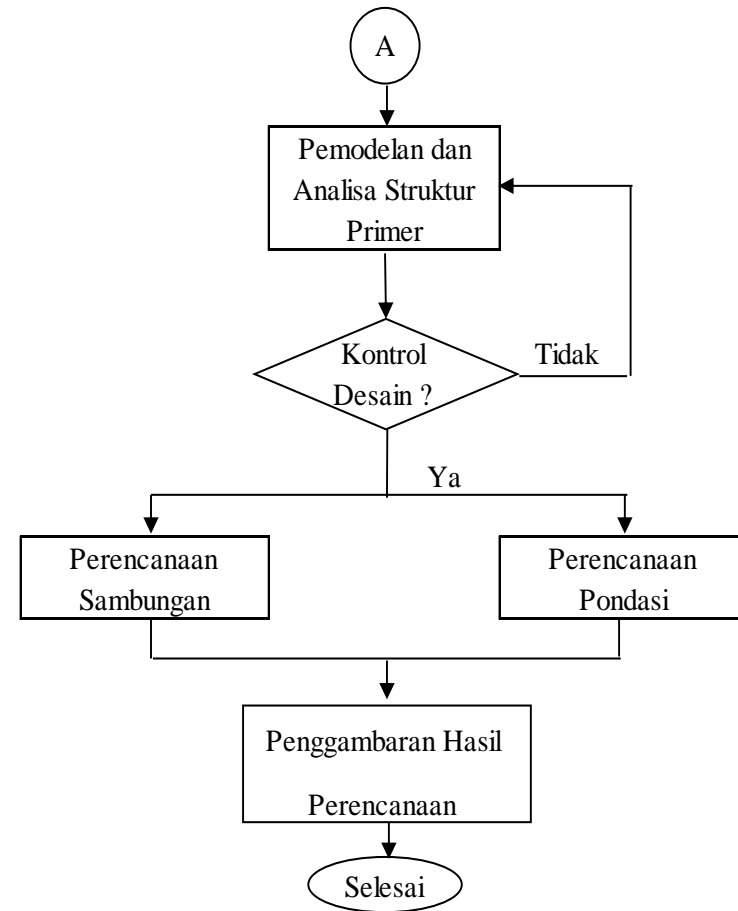 A
Pemodelan dan
Analisa Struktur
Primer
Kontrol
Desain ?
Tidak
Ya
Perencanaan
Sambungan
Perencanaan
Pondasi
Penggambaran Hasil
Perencanaan
Selesai